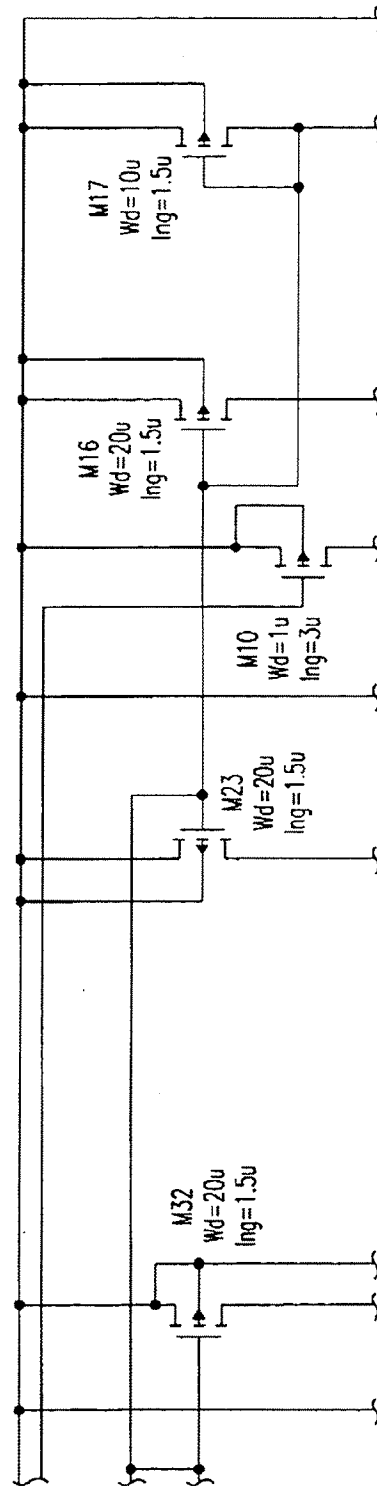 M32
Wd=20u
lng=1.5u
M23
Wd=20u
lng=1.5u
M10
Wd=1u
lng=3u
M16
Wd=20u
lng=1.5u
M17
Wd=10u
lng=1.5u